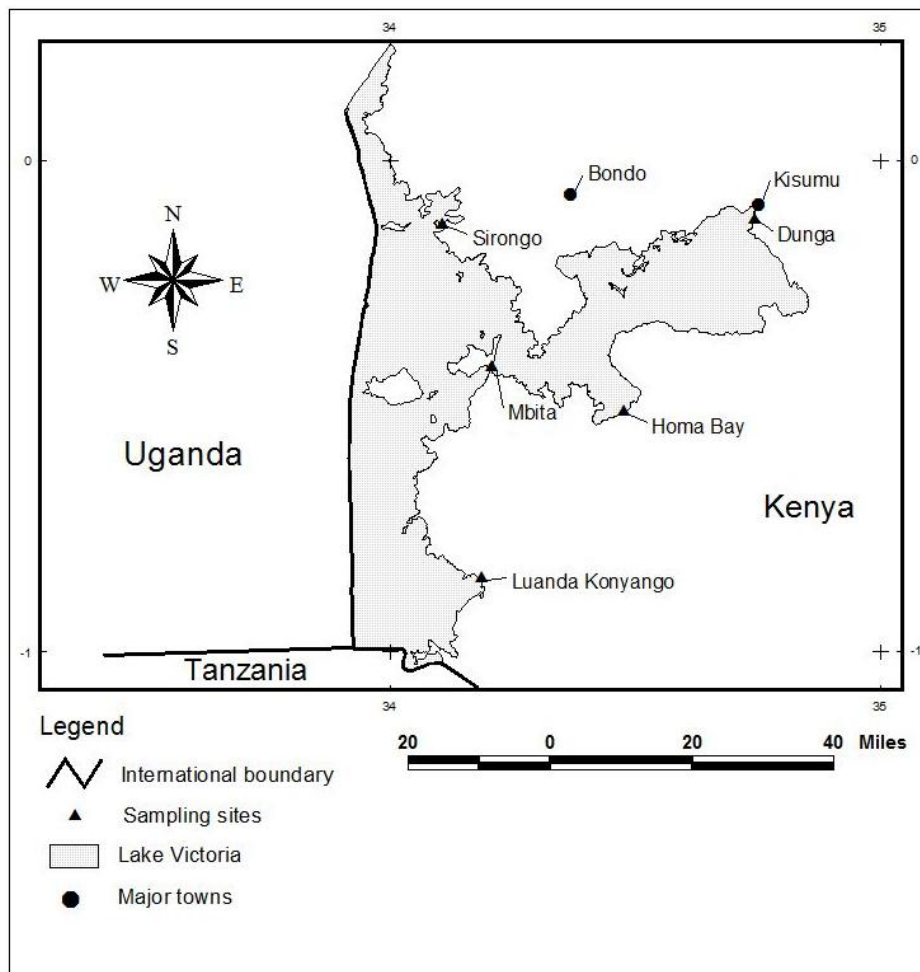 34 35
0
Bondo
Kisumu
Dunga
Sirongo
N
W E
S
Mbita
Homa Bay
Uganda
Kenya
Luanda Konyango
-1 -1
Tanzania
34 35
Legend
20 0 20 40 Miles
International boundary
Sampling sites
Lake Victoria
Major towns